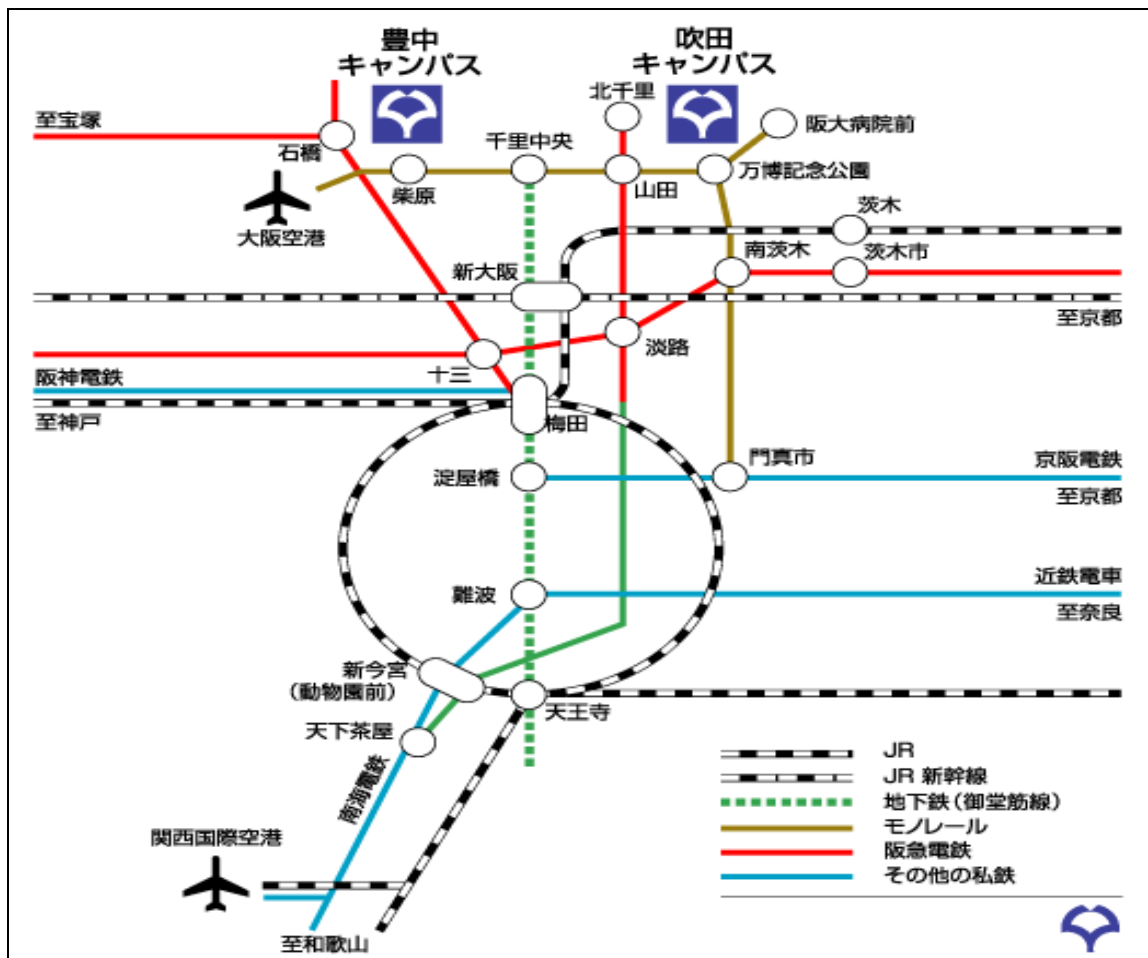 豊中
キャンパス
吹田
キャンパス
北千里
至宝塚
石橋
千里中央
阪大病院前
柴原
山田
万博記念公園
大阪空港
茨木
新大阪
南茨木
茨木市
至京都
淡路
十三
阪神電鉄
至神戸
梅田
淀屋橋
門真市
京阪電鉄
至京都
難波
近鉄電車
至奈良
新今宮
(動物園前)
天王寺
天下茶屋
南海電鉄
関西国際空港
至和歌山
JR
JR 新幹線
地下鉄(御堂筋線)
モノレール
阪急電鉄
その他の私鉄